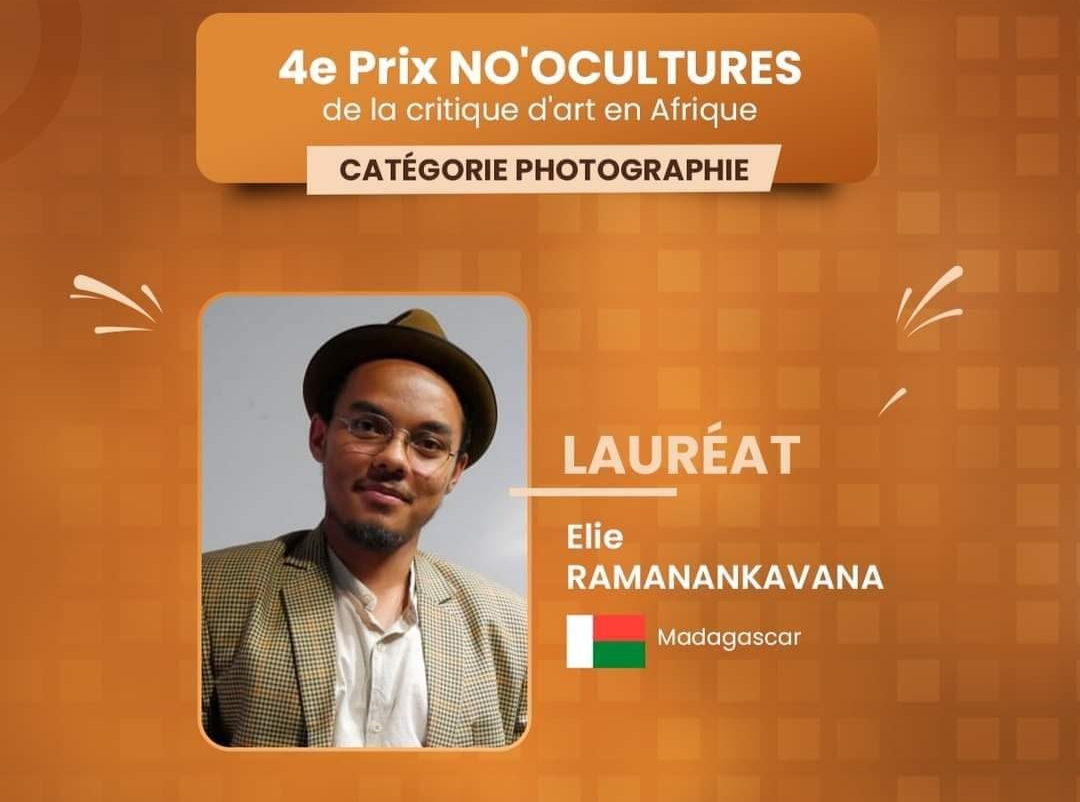 4e Prix NO'OCULTURES
de la critique d'art en Afrique
CATÉGORIE PHOTOGRAPHIE
LAURÉAT
Elie
RAMANANKAVANA
Madagascar